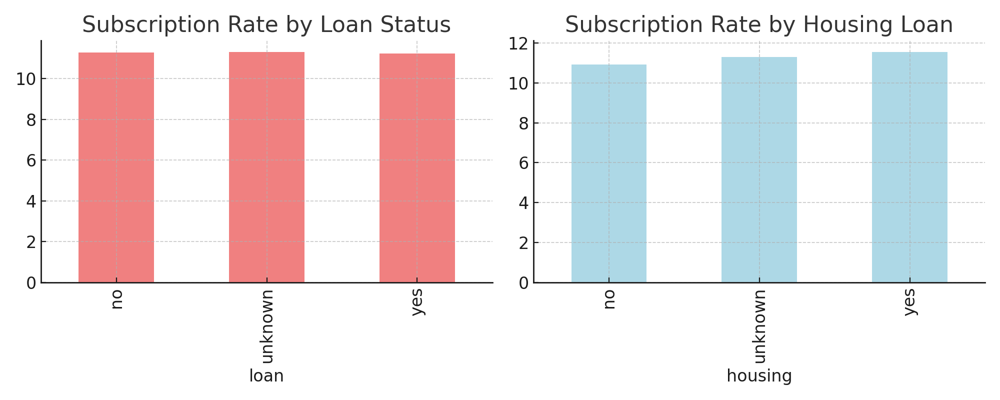 Subscription Rate by Loan Status
10
8
6
4
2
0
no
unknown
yes
loan
Subscription Rate by Housing Loan
12
10
8
6
4
2
0
no
unknown
yes
housing